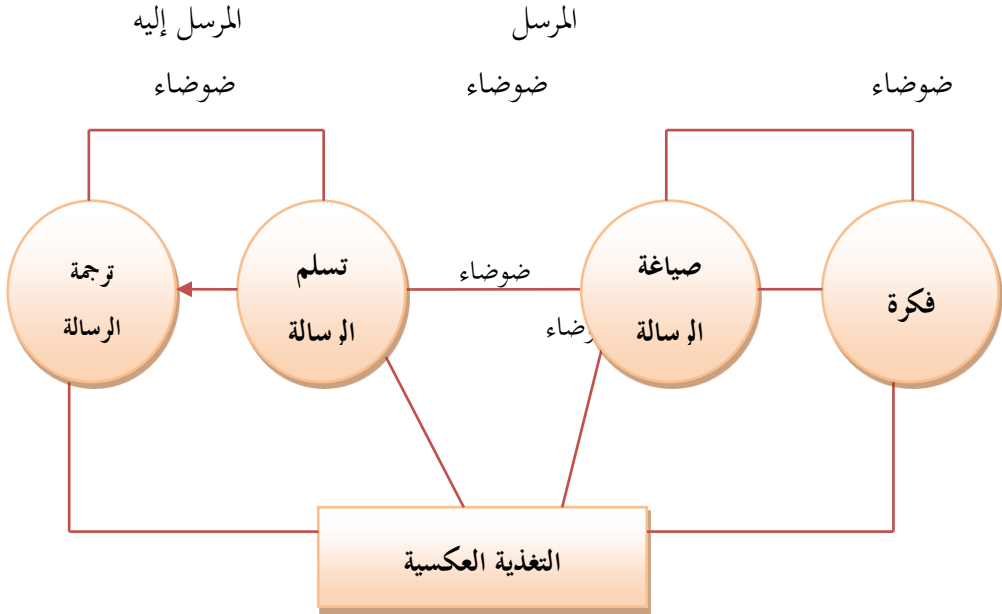 المرسل المرسل إليه
ضوضاء ضوضاء ضوضاء
فكرة
صياغة
الرسالة
ضوضاء
تسلم
الرسالة
ترجمة
الرسالة
التغذية العكسية